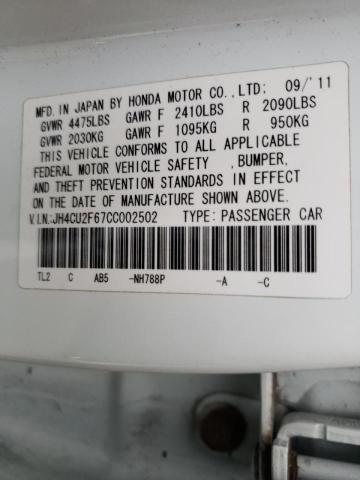 MFD. IN JAPAN BY HONDA MOTOR CO.,LTD; 09/'11
GVWR 4475LBS GAWR F 2410LBS R 2090LBS
GVWR 2030KG GAWR F 1095KG R 950KG
THIS VEHICLE CONFORMS TO ALL APPLICABLE
FEDERAL MOTOR VEHICLE SAFETY ,BUMPER,
AND THEFT PREVENTION STANDARDS IN EFFECT
ON THE DATE OF MANUFACTURE SHOWN ABOVE.
V.I.N:JH4CU2F67CC002502 TYPE: PASSENGER CAR
TL2 C AB5 -NH788P -A -C